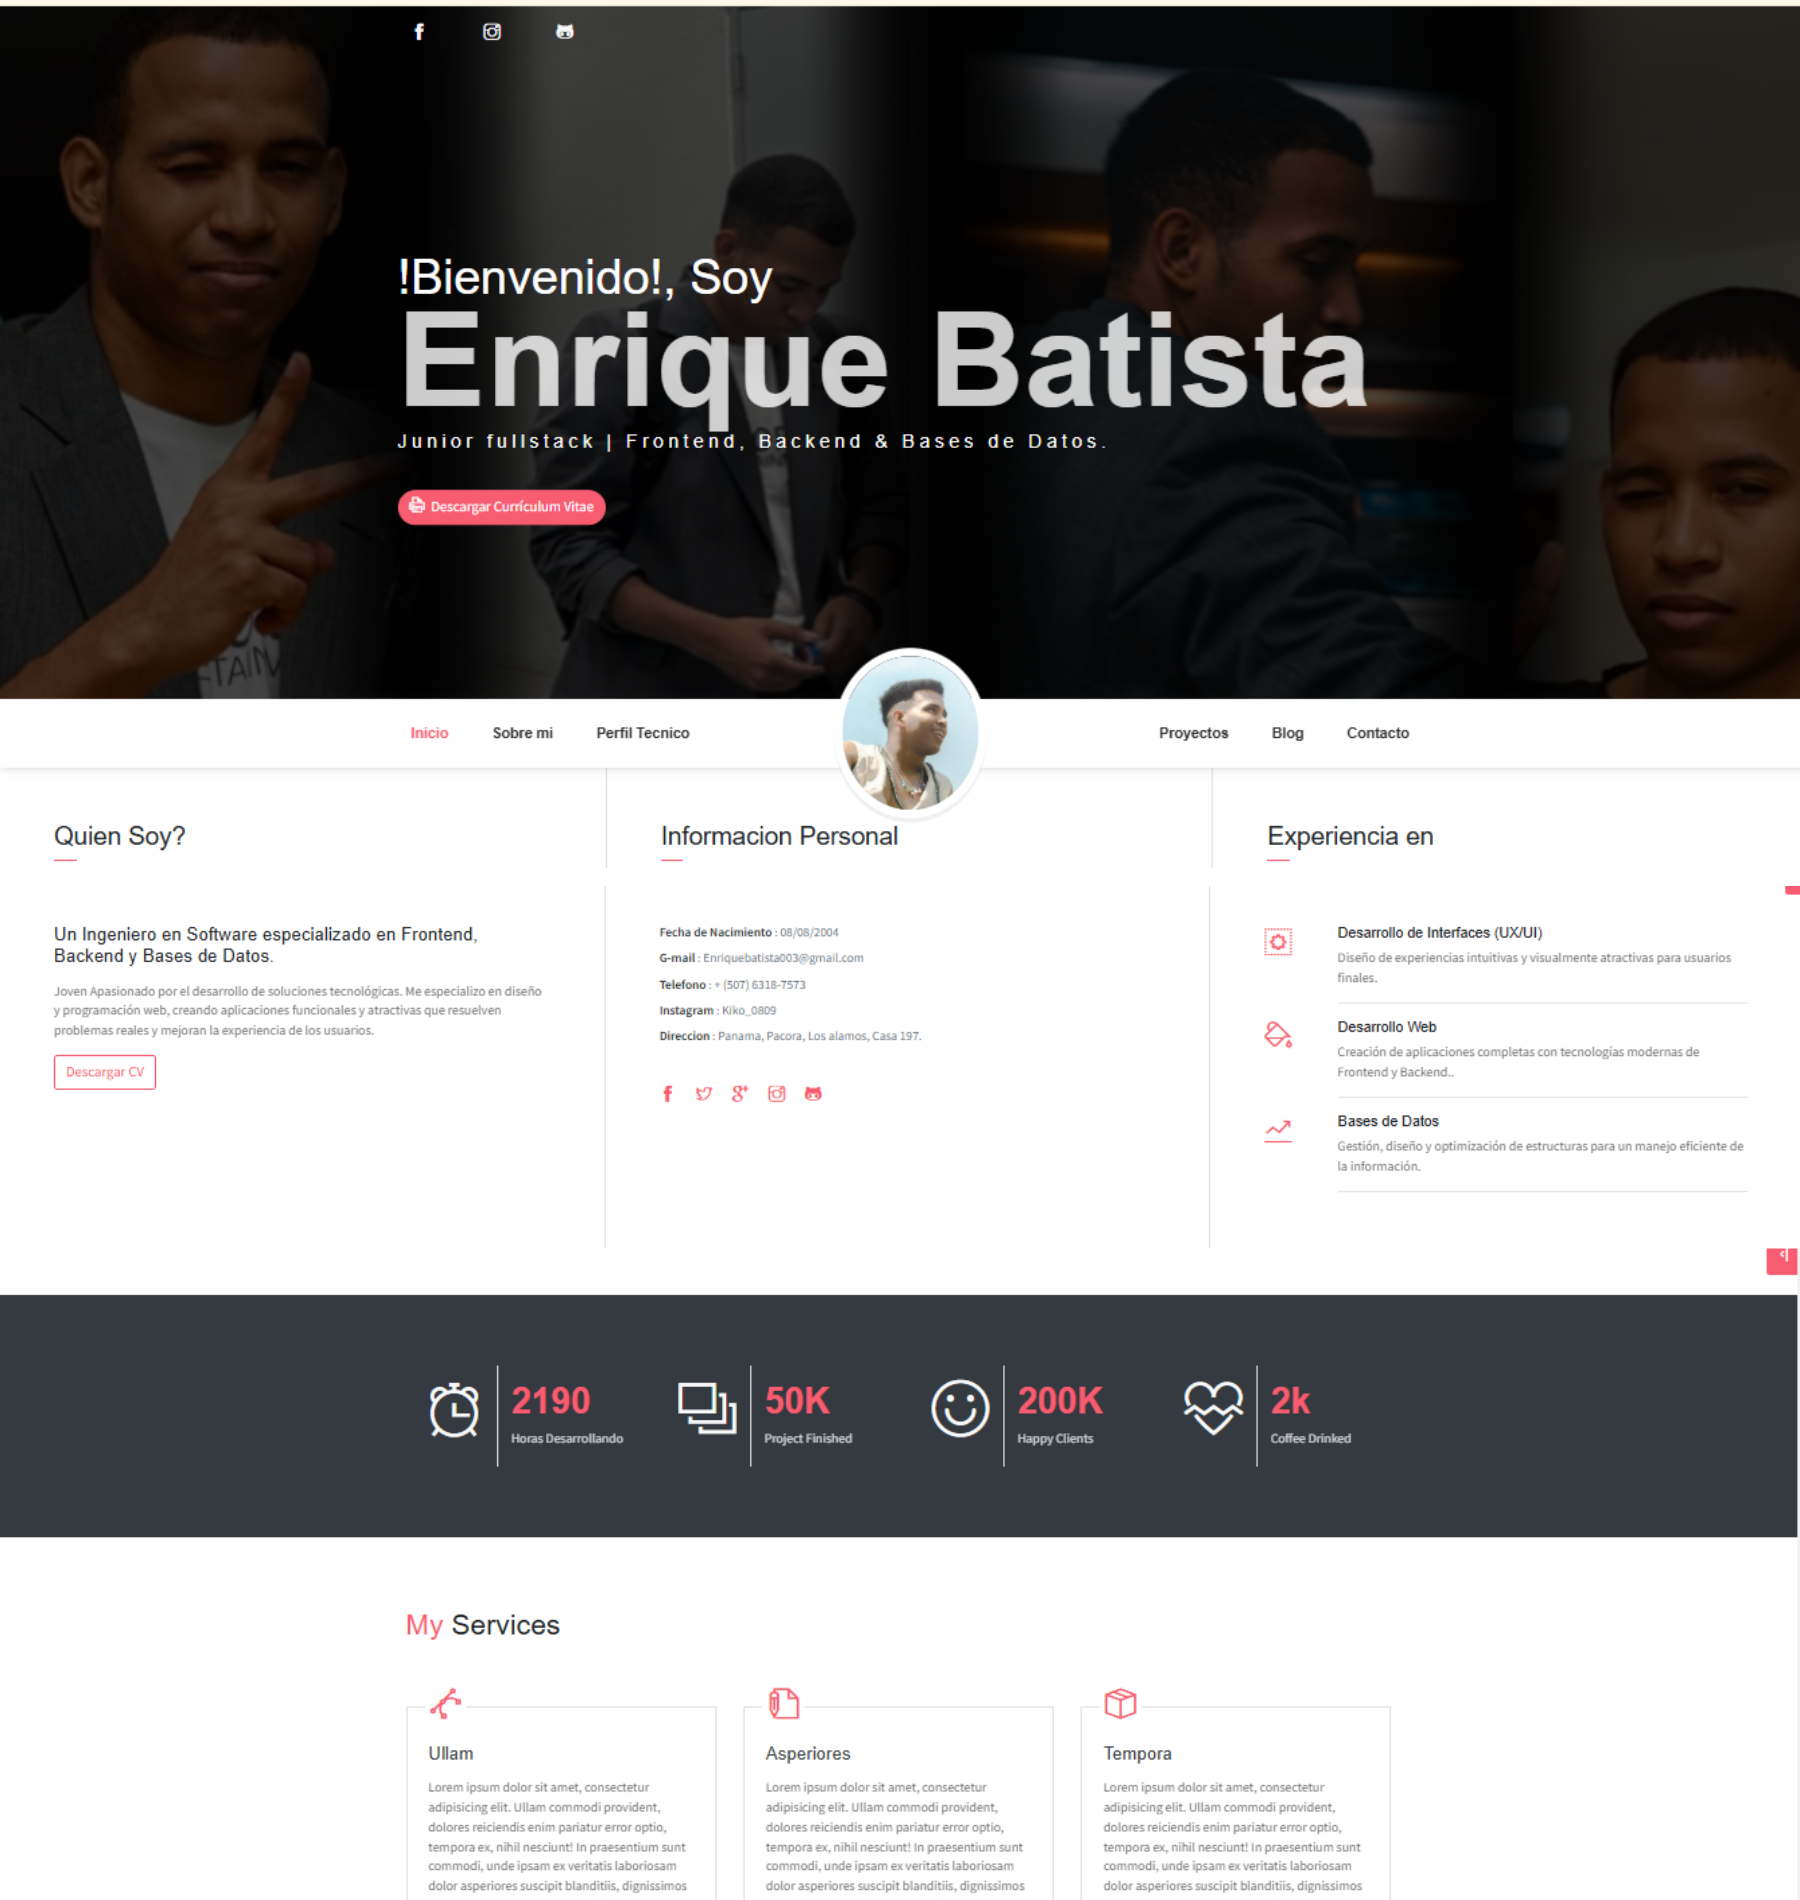 !Bienvenido!, Soy
Enrique Batista
Junior fullstack | Frontend, Backend & Bases de Datos.
Descargar Currículum Vitae
Inicio
Sobre mi
Perfil Tecnico
Proyectos
Blog
Contacto
Quien Soy?
Un Ingeniero en Software especializado en Frontend,
Backend y Bases de Datos.
Joven Apasionado por el desarrollo de soluciones tecnológicas. Me especializo en diseño
y programación web, creando aplicaciones funcionales y atractivas que resuelven
problemas reales y mejoran la experiencia de los usuarios.
Descargar CV
Informacion Personal
Fecha de Nacimiento : 08/08/2004
G-mail : Enriquebatista003@gmail.com
Telefono : + (507) 6318-7573
Instagram : Kiko_0809
Direccion : Panama, Pacora, Los alamos, Casa 197.
Experiencia en
Desarrollo de Interfaces (UX/UI)
Diseño de experiencias intuitivas y visualmente atractivas para usuarios
finales.
Desarrollo Web
Creación de aplicaciones completas con tecnologías modernas de
Frontend y Backend..
Bases de Datos
Gestión, diseño y optimización de estructuras para un manejo eficiente de
la información.
2190
Horas Desarrollando
50K
Project Finished
200K
Happy Clients
2k
Coffee Drinked
My Services
Ullam
Lorem ipsum dolor sit amet, consectetur
adipisicing elit. Ullam commodi provident,
dolores reiciendis enim pariatur error optio,
tempora ex, nihil nesciunt! In praesentium sunt
commodi, unde ipsam ex veritatis laboriosam
dolor asperiores suscipit blanditiis, dignissimos
Asperiores
Lorem ipsum dolor sit amet, consectetur
adipisicing elit. Ullam commodi provident,
dolores reiciendis enim pariatur error optio,
tempora ex, nihil nesciunt! In praesentium sunt
commodi, unde ipsam ex veritatis laboriosam
dolor asperiores suscipit blanditiis, dignissimos
Tempora
Lorem ipsum dolor sit amet, consectetur
adipisicing elit. Ullam commodi provident,
dolores reiciendis enim pariatur error optio,
tempora ex, nihil nesciunt! In praesentium sunt
commodi, unde ipsam ex veritatis laboriosam
dolor asperiores suscipit blanditiis, dignissimos